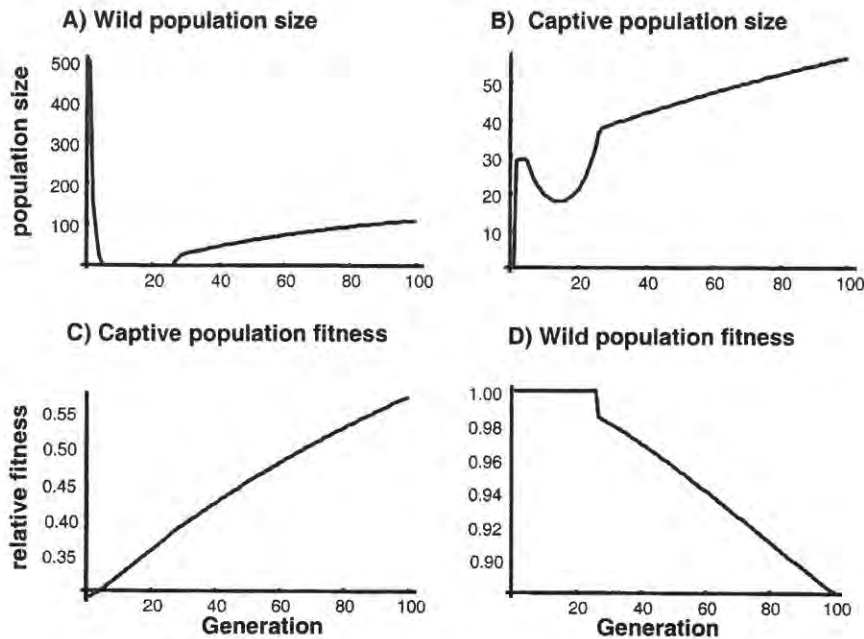 A) Wild population size
B) Captive population size
population size
500
400
300
200
100
20 40 60 80 100
50
40
30
20
10
20 40 60 80 100
C) Captive population fitness
D) Wild population fitness
relative fitness
0.55
0.50
0.45
0.40
0.35
20 40 60 80 100
Generation
1.00
0.98
0.96
0.94
0.92
0.90
20 40 60 80 100
Generation